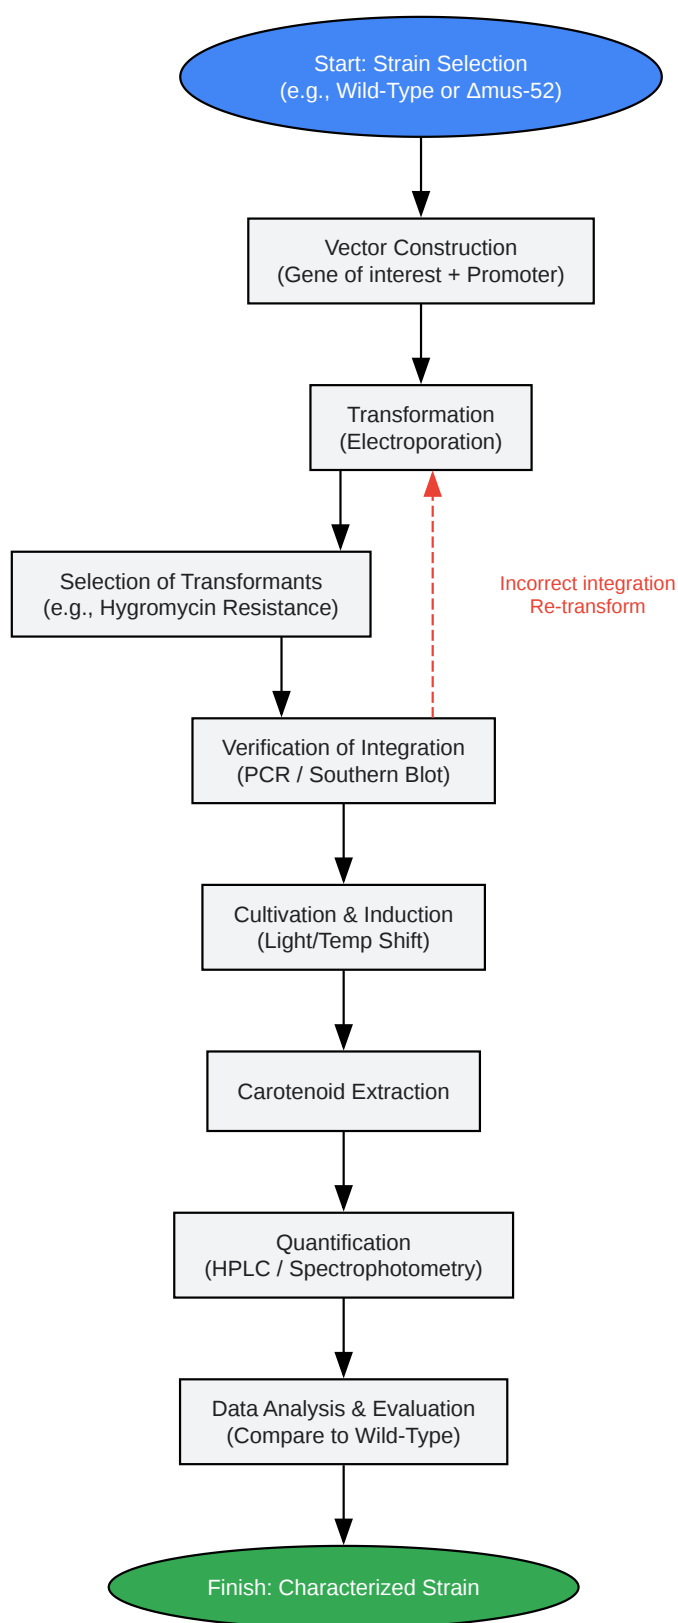 Start: Strain Selection
(e.g., Wild-Type or Δmus-52)
Vector Construction
(Gene of interest + Promoter)
Transformation
(Electroporation)
Selection of Transformants
(e.g., Hygromycin Resistance)
Incorrect integration
Re-transform
Verification of Integration
(PCR / Southern Blot)
Cultivation & Induction
(Light/Temp Shift)
Carotenoid Extraction
Quantification
(HPLC / Spectrophotometry)
Data Analysis & Evaluation
(Compare to Wild-Type)
Finish: Characterized Strain